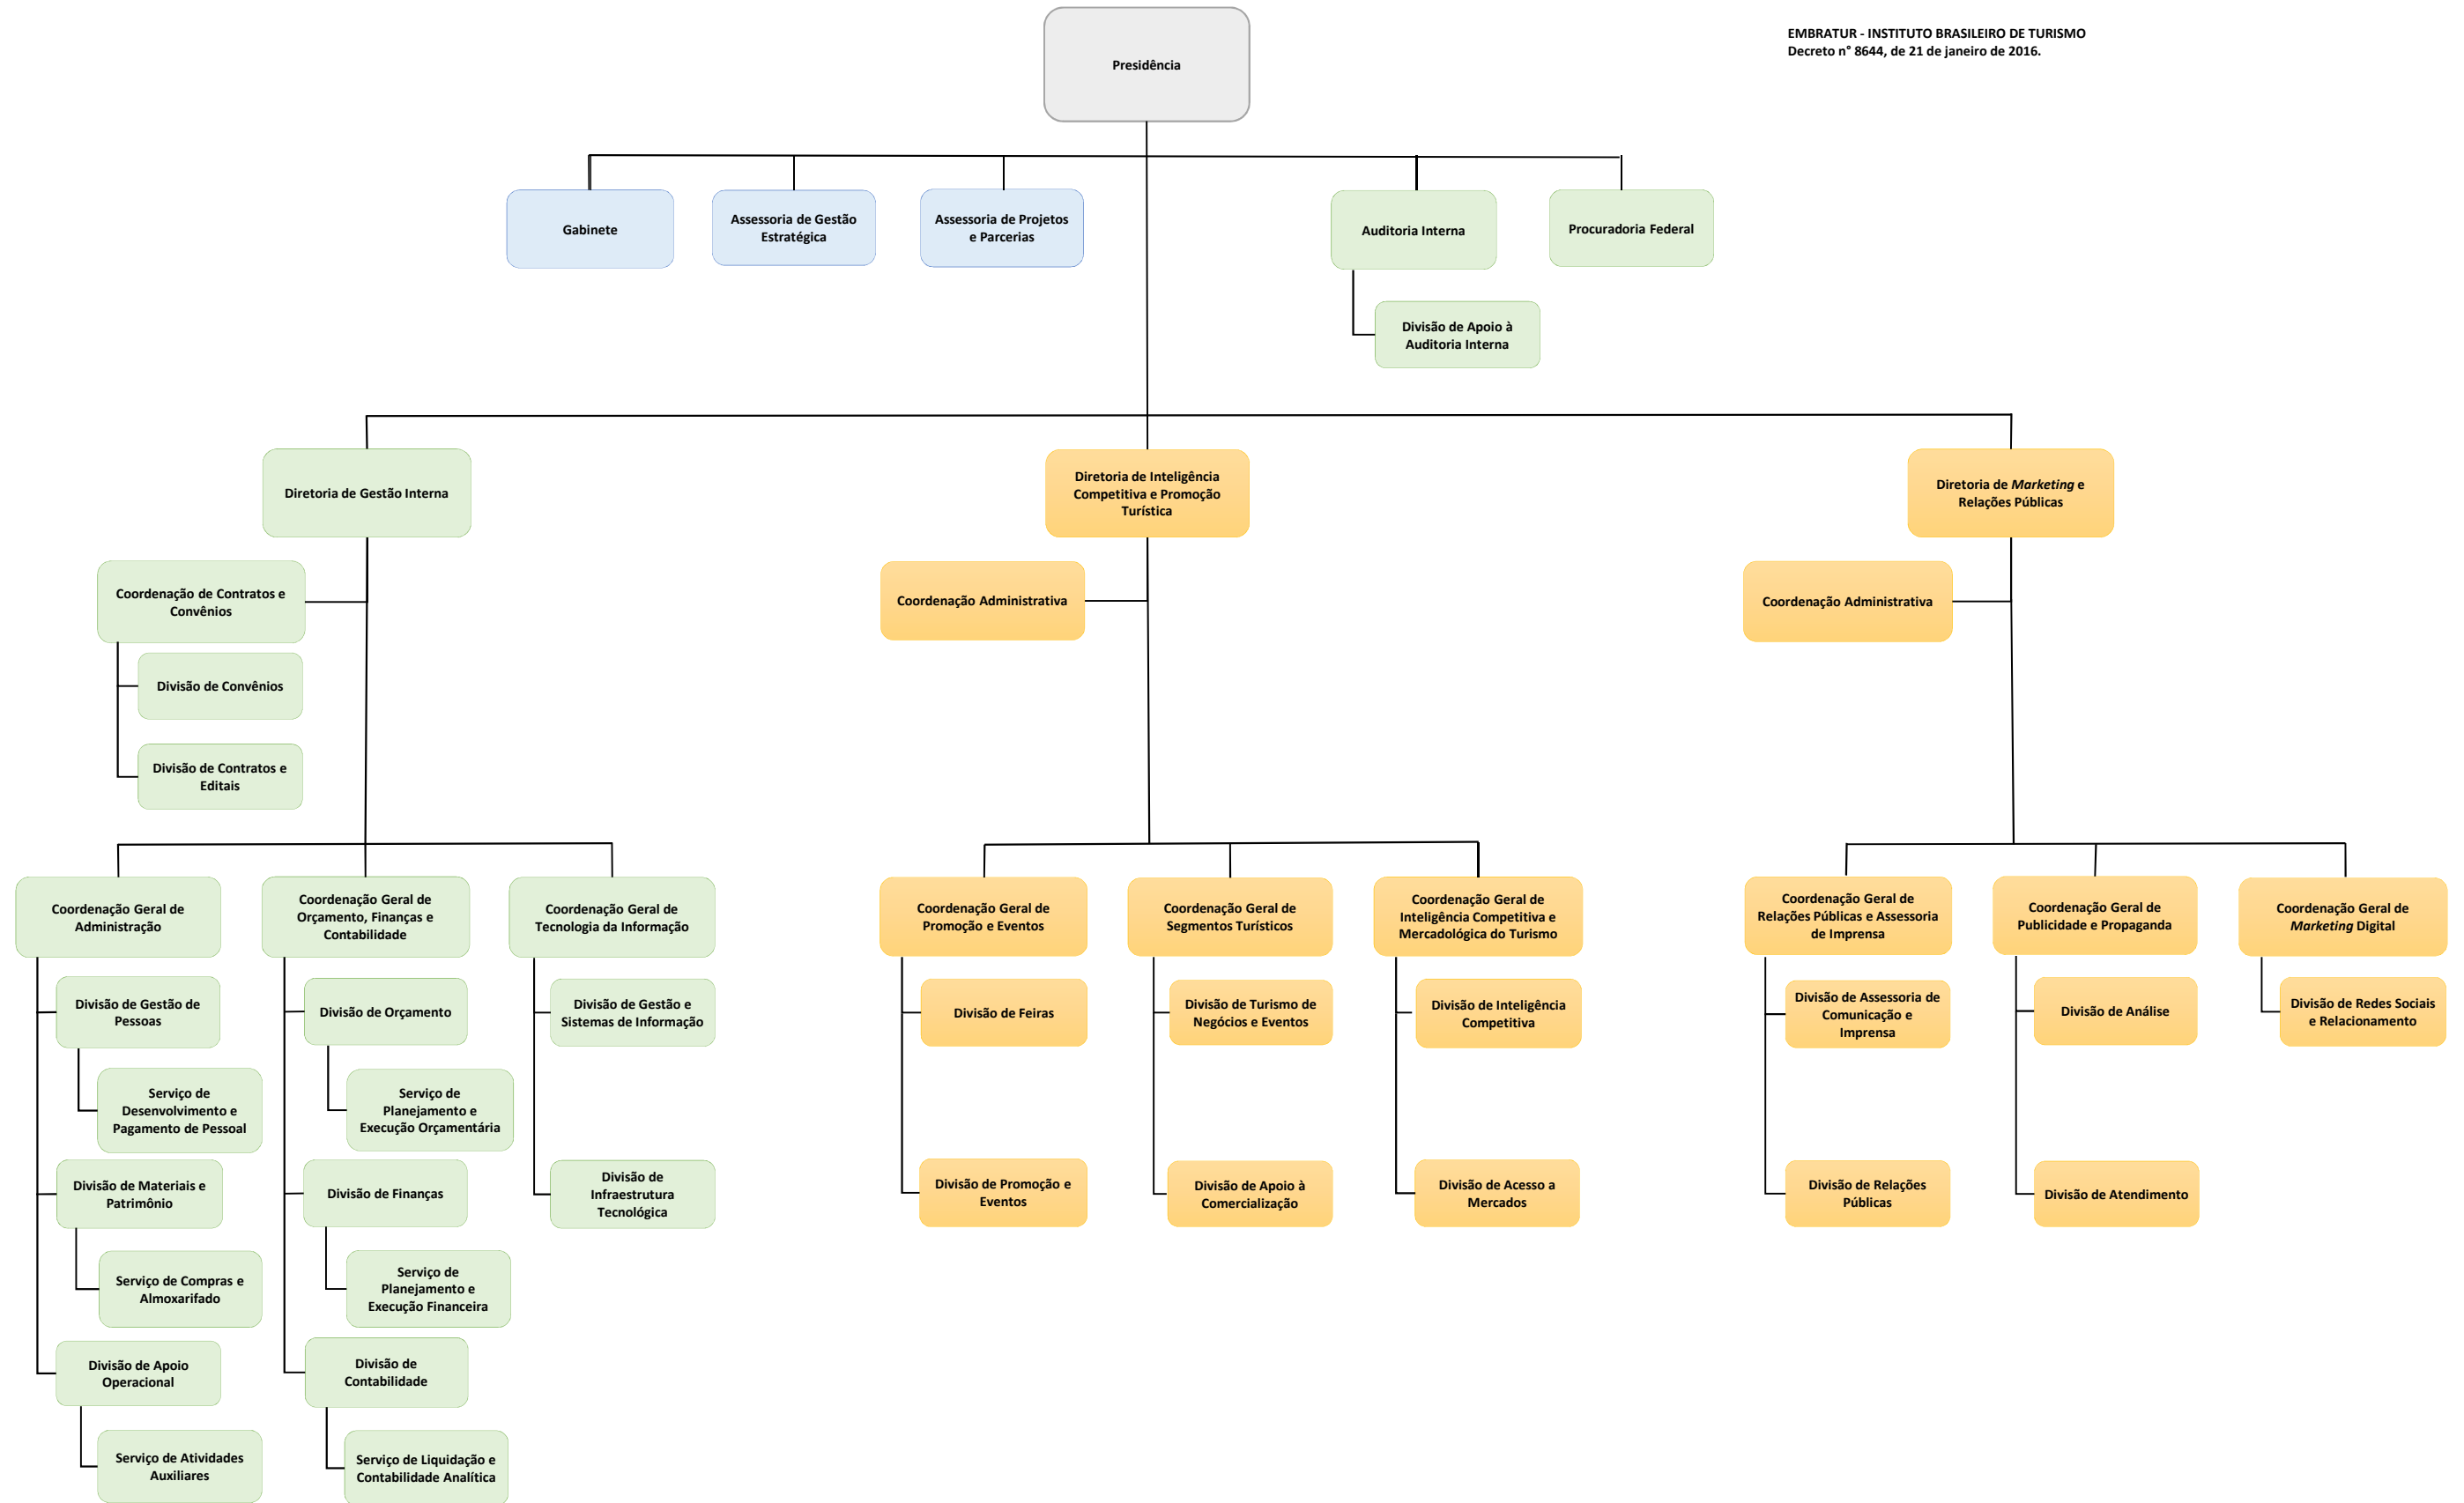 EMBRATUR - INSTITUTO BRASILEIRO DE TURISMO
Decreto n° 8644, de 21 de janeiro de 2016.
Presidência
Gabinete
Assessoria de Gestão
Estratégica
Assessoria de Projetos
e Parcerias
Auditoria Interna
Procuradoria Federal
Divisão de Apoio à
Auditoria Interna
Diretoria de Gestão Interna
Diretoria de Inteligência
Competitiva e Promoção
Turística
Diretoria de Marketing e
Relações Públicas
Coordenação de Contratos e
Convênios
Coordenação Administrativa
Coordenação Administrativa
Divisão de Convênios
Divisão de Contratos e
Editais
Coordenação Geral de
Administração
Coordenação Geral de
Orçamento, Finanças e
Contabilidade
Coordenação Geral de
Tecnologia da Informação
Coordenação Geral de
Promoção e Eventos
Coordenação Geral de
Segmentos Turísticos
Coordenação Geral de
Inteligência Competitiva e
Mercadológica do Turismo
Coordenação Geral de
Relações Públicas e Assessoria
de Imprensa
Coordenação Geral de
Publicidade e Propaganda
Coordenação Geral de
Marketing Digital
Divisão de Gestão de
Pessoas
Divisão de Orçamento
Divisão de Gestão e
Sistemas de Informação
Divisão de Feiras
Divisão de Turismo de
Negócios e Eventos
Divisão de Inteligência
Competitiva
Divisão de Assessoria de
Comunicação e
Imprensa
Divisão de Análise
Divisão de Redes Sociais
e Relacionamento
Serviço de
Desenvolvimento e
Pagamento de Pessoal
Serviço de
Planejamento e
Execução Orçamentária
Divisão de Materiais e
Patrimônio
Divisão de Finanças
Divisão de
Infraestrutura
Tecnológica
Divisão de Promoção e
Eventos
Divisão de Apoio à
Comercialização
Divisão de Acesso a
Mercados
Divisão de Relações
Públicas
Divisão de Atendimento
Serviço de Compras e
Almoxarifado
Serviço de
Planejamento e
Execução Financeira
Divisão de Apoio
Operacional
Divisão de
Contabilidade
Serviço de Atividades
Auxiliares
Serviço de Liquidação e
Contabilidade Analítica